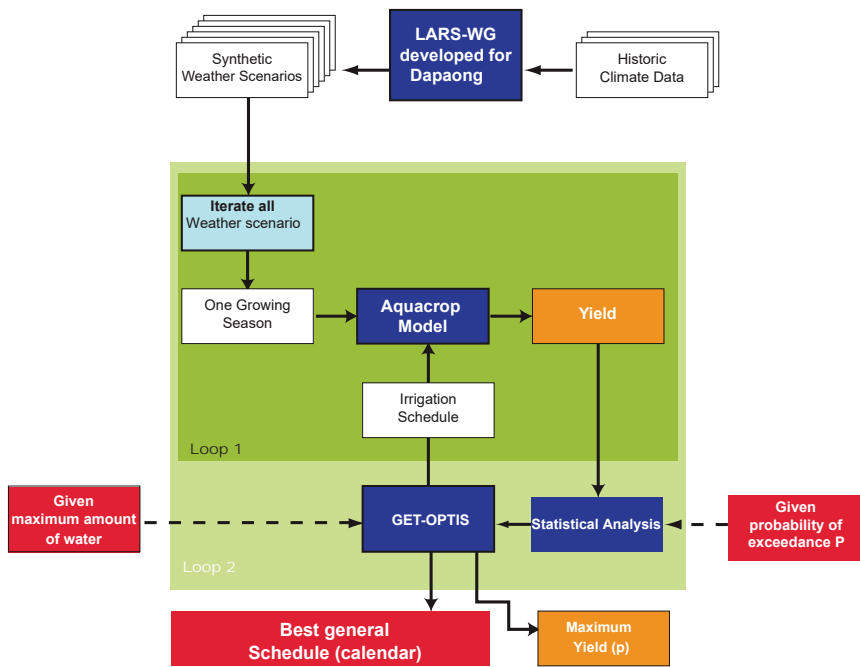 Synthetic
Weather Scenarios
LARS-WG
developed for
Dapaong
Historic
Climate Data
Iterate all
Weather scenario
One Growing
Season
Aquacrop
Model
Yield
Irrigation
Schedule
Loop 1
Given
maximum amount
of water
GET-OPTIS
Statistical Analysis
Given
probability of
exceedance P
Loop 2
Best general
Schedule (calendar)
Maximum
Yield (p)